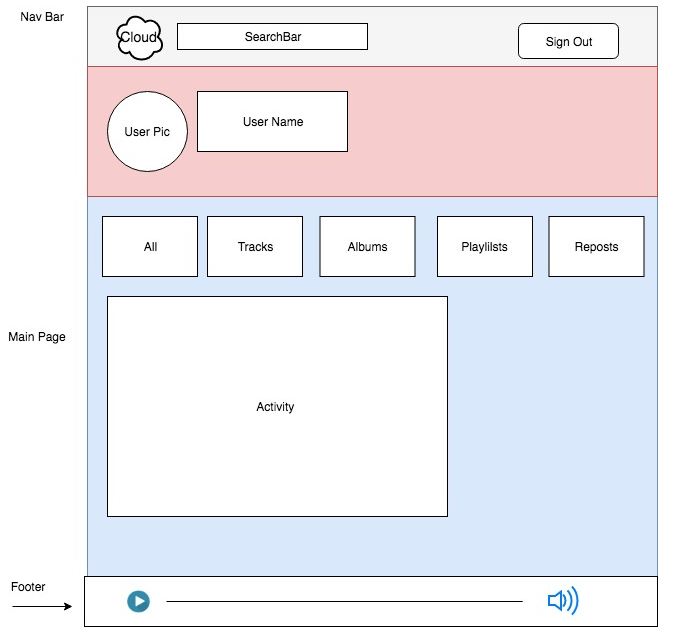 Nav Bar
Cloud
SearchBar
Sign Out
User Pic
User Name
All
Tracks
Albums
Playlilsts
Reposts
Main Page
Activity
Footer